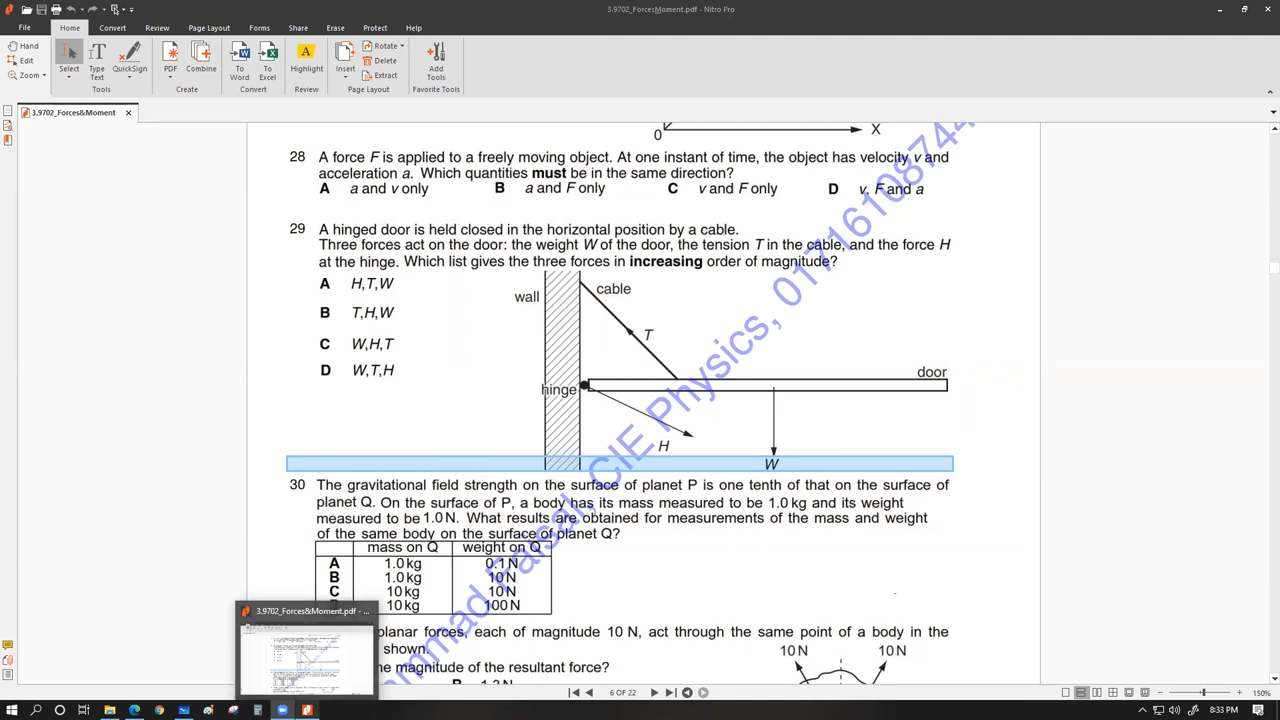 3.9702_ForcesMoment.pdf - Nitro Pro
File Home Convert Review Page Layout Forms Share Erase Protect Help
Hand
Edit
Zoom
Select
Type Text
QuickSign
PDF
Combine
To Word
To Excel
Highlight
Insert
Rotate
Delete
Extract
Add Tools
Tools Create Convert Review Page Layout Favorite Tools
3.9702_Forces&Moment
0 X
28 A force F is applied to a freely moving object. At one instant of time, the object has velocity v and
acceleration a. Which quantities must be in the same direction?
A a and v only B a and F only C v and F only D v, F and a
29 A hinged door is held closed in the horizontal position by a cable.
Three forces act on the door: the weight W of the door, the tension T in the cable, and the force H
at the hinge. Which list gives the three forces in increasing order of magnitude?
A H,T,W
B T,H,W
C W,H,T
D W,T,H
wall
cable
T
door
hinge
H
W
30 The gravitational field strength on the surface of planet P is one tenth of that on the surface of
planet Q. On the surface of P, a body has its mass measured to be 1.0 kg and its weight
measured to be 1.0 N. What results are obtained for measurements of the mass and weight
of the same body on the surface of planet Q?
mass on Q weight on Q
A 1.0 kg 0.1 N
B 1.0 kg 10 N
C 10 kg 10 N
10 kg 100 N
planar forces, each of magnitude 10 N, act through the same point of a body in the
shown.
the magnitude of the resultant force?
10 N 10 N
B 1.3 N
ammad Faisal, CIE Physics, 01716108744
3.9702_ForcesMoment.pdf - ...
6 OF 22
150%
8:33 PM